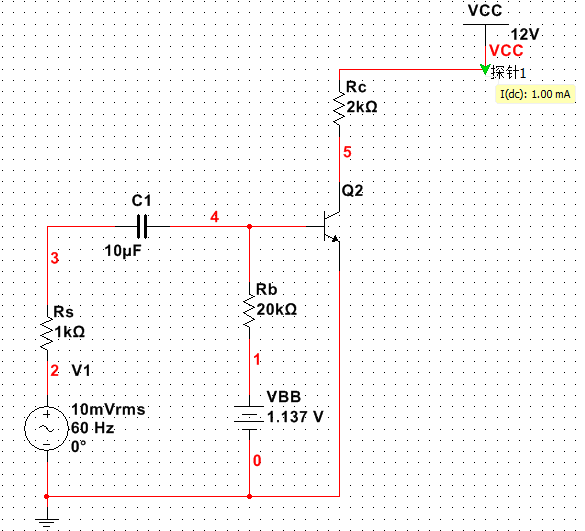 VCC
12V
VCC
探针1
I(dc): 1.00 mA
Rc
2kΩ
5
Q2
C1
4
10µF
3
Rb
20kΩ
Rs
1kΩ
1
2
V1
VBB
1.137 V
10mVrms
60 Hz
0°
0